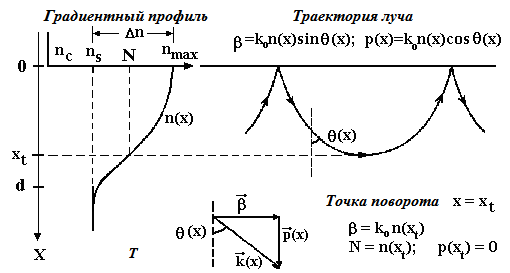 Градиентный профиль
Траектория луча
Δn
n_c n_s N n_max
β=k₀n(x)sinθ(x); p(x)=k₀n(x)cosθ(x)
0
n(x)
θ(x)
x_t
d
Точка поворота x = x_t
β⃗
θ(x)
p⃗(x)
β = k₀ n(x_t)
N = n(x_t); p(x_t) = 0
k⃗(x)
X
T